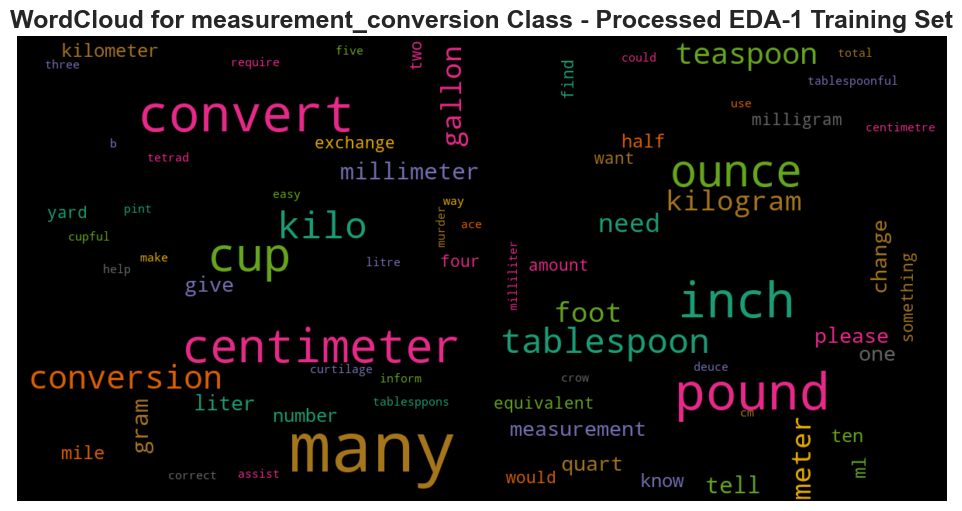 WordCloud for measurement_conversion Class - Processed EDA-1 Training Set
kilometer
five
two
gallon
teaspoon
total
three
require
find
could
tablespoonful
convert
use
milligram
centimetre
b
exchange
half
tetrad
millimeter
want
ounce
easy
way
kilogram
yard
pint
kilo
murder
ace
need
change
cupful
cup
make
litre
four
milliliter
amount
something
help
give
inch
foot
centimeter
tablespoon
please
one
conversion
curtilage
inform
crow
deuce
pound
gram
liter
number
tablesppons
equivalent
cm
many
measurement
meter
ten
mile
correct
assist
would
quart
know
tell
ml